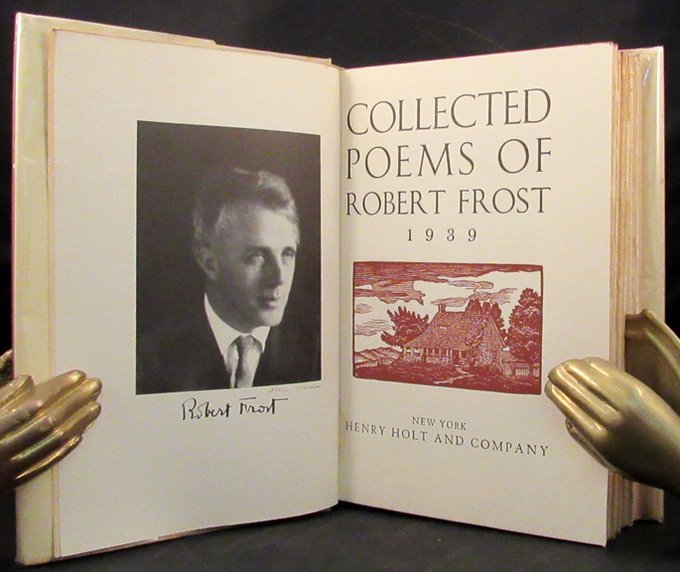 Robert Frost
COLLECTED
POEMS OF
ROBERT FROST
1939
NEW YORK
HENRY HOLT AND COMPANY